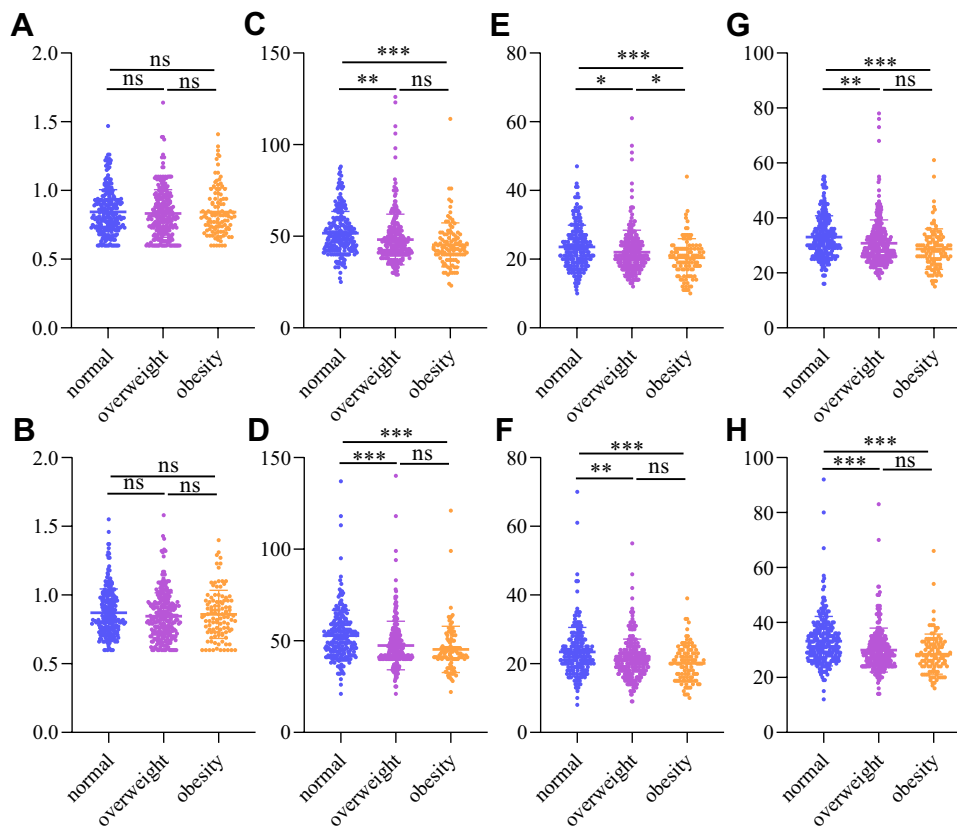 A
2.0
1.5
1.0
0.5
0.0
ns
ns
ns
normal
overweight
obesity
C
150
100
50
0
***
**
ns
normal
overweight
obesity
E
80
60
40
20
0
***
*
*
normal
overweight
obesity
G
100
80
60
40
20
0
***
**
ns
normal
overweight
obesity
B
2.0
1.5
1.0
0.5
0.0
ns
ns
ns
normal
overweight
obesity
D
150
100
50
0
***
***
ns
normal
overweight
obesity
F
80
60
40
20
0
***
**
ns
normal
overweight
obesity
H
100
80
60
40
20
0
***
***
ns
normal
overweight
obesity